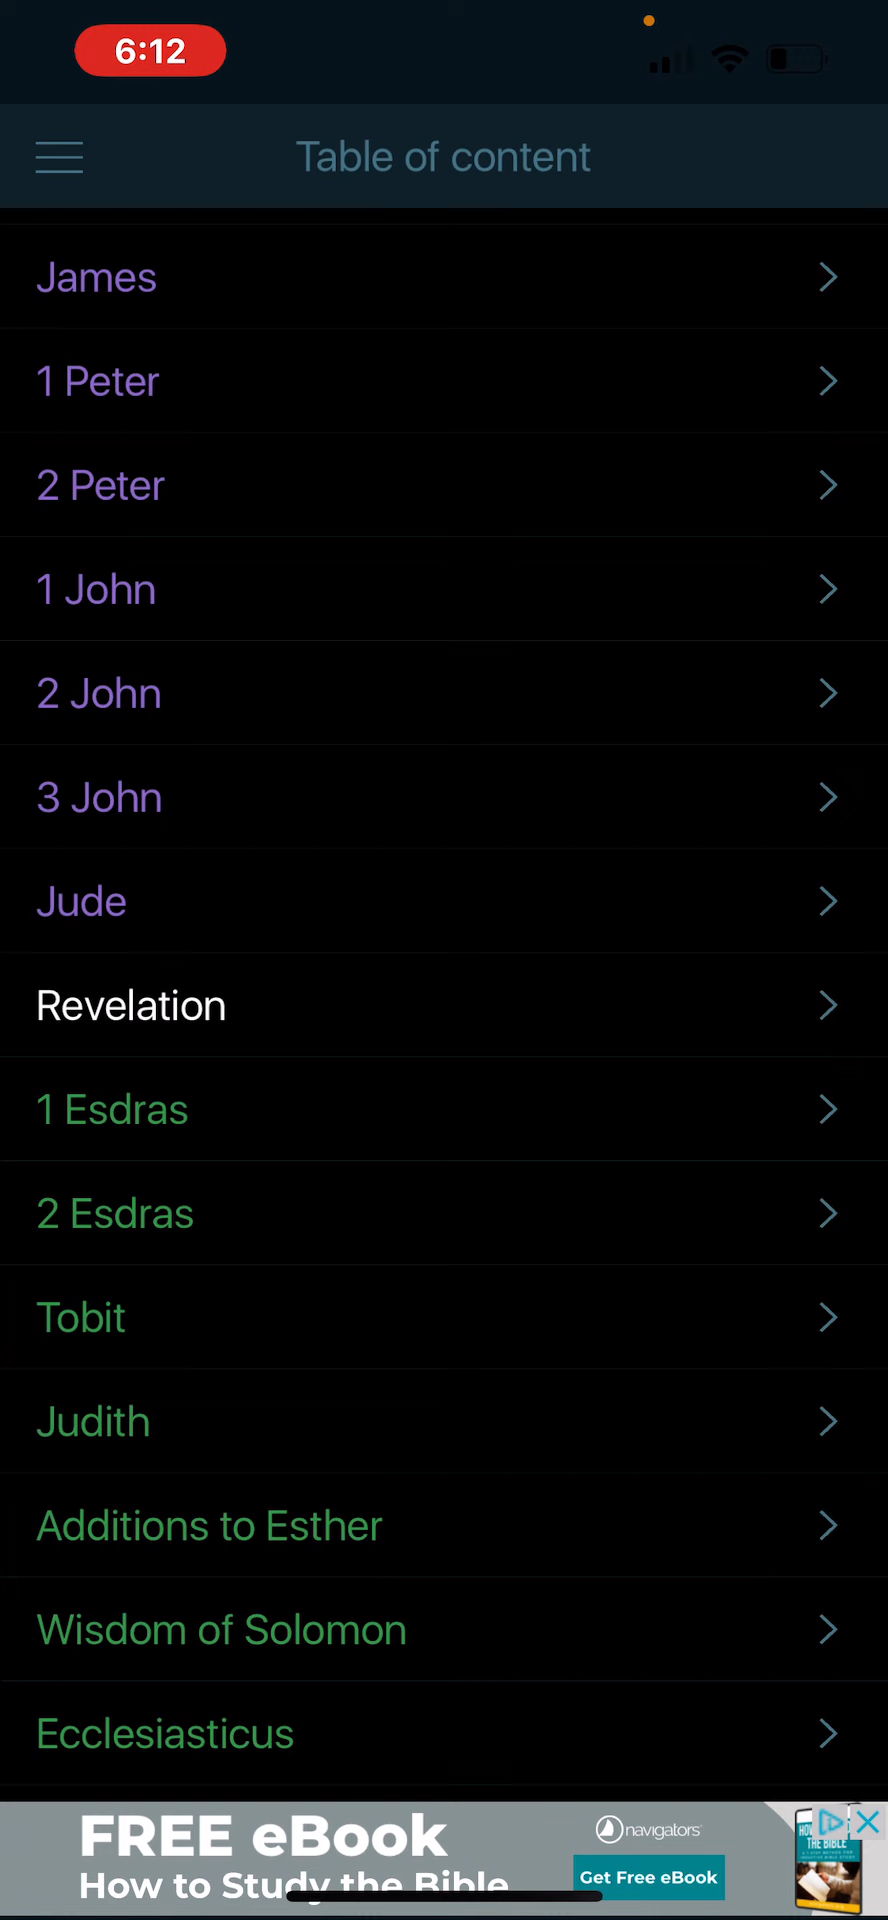 6:12
Table of content
James
1 Peter
2 Peter
1 John
2 John
3 John
Jude
Revelation
1 Esdras
2 Esdras
Tobit
Judith
Additions to Esther
Wisdom of Solomon
Ecclesiasticus
FREE eBook
How to Study the Bible
navigators
Get Free eBook
THE BIBLE